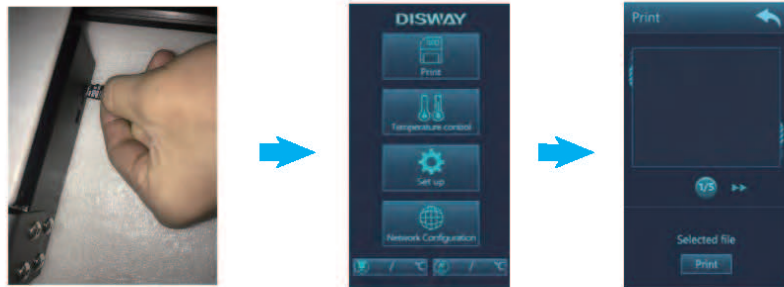 DISWAY
Print
Temperature control
Set up
Network Configuration
/ °C
/ °C
Print
1/5
Selected file
Print